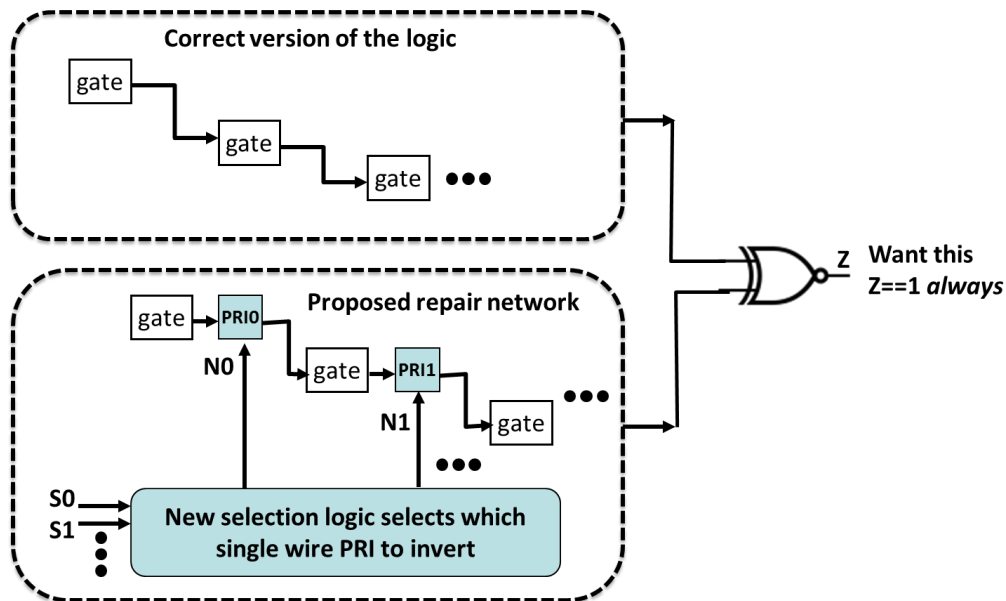 Correct version of the logic
gate
gate
gate
Z
Want this
Z==1 always
Proposed repair network
gate
PRI0
N0
gate
PRI1
N1
gate
S0
S1
New selection logic selects which
single wire PRI to invert